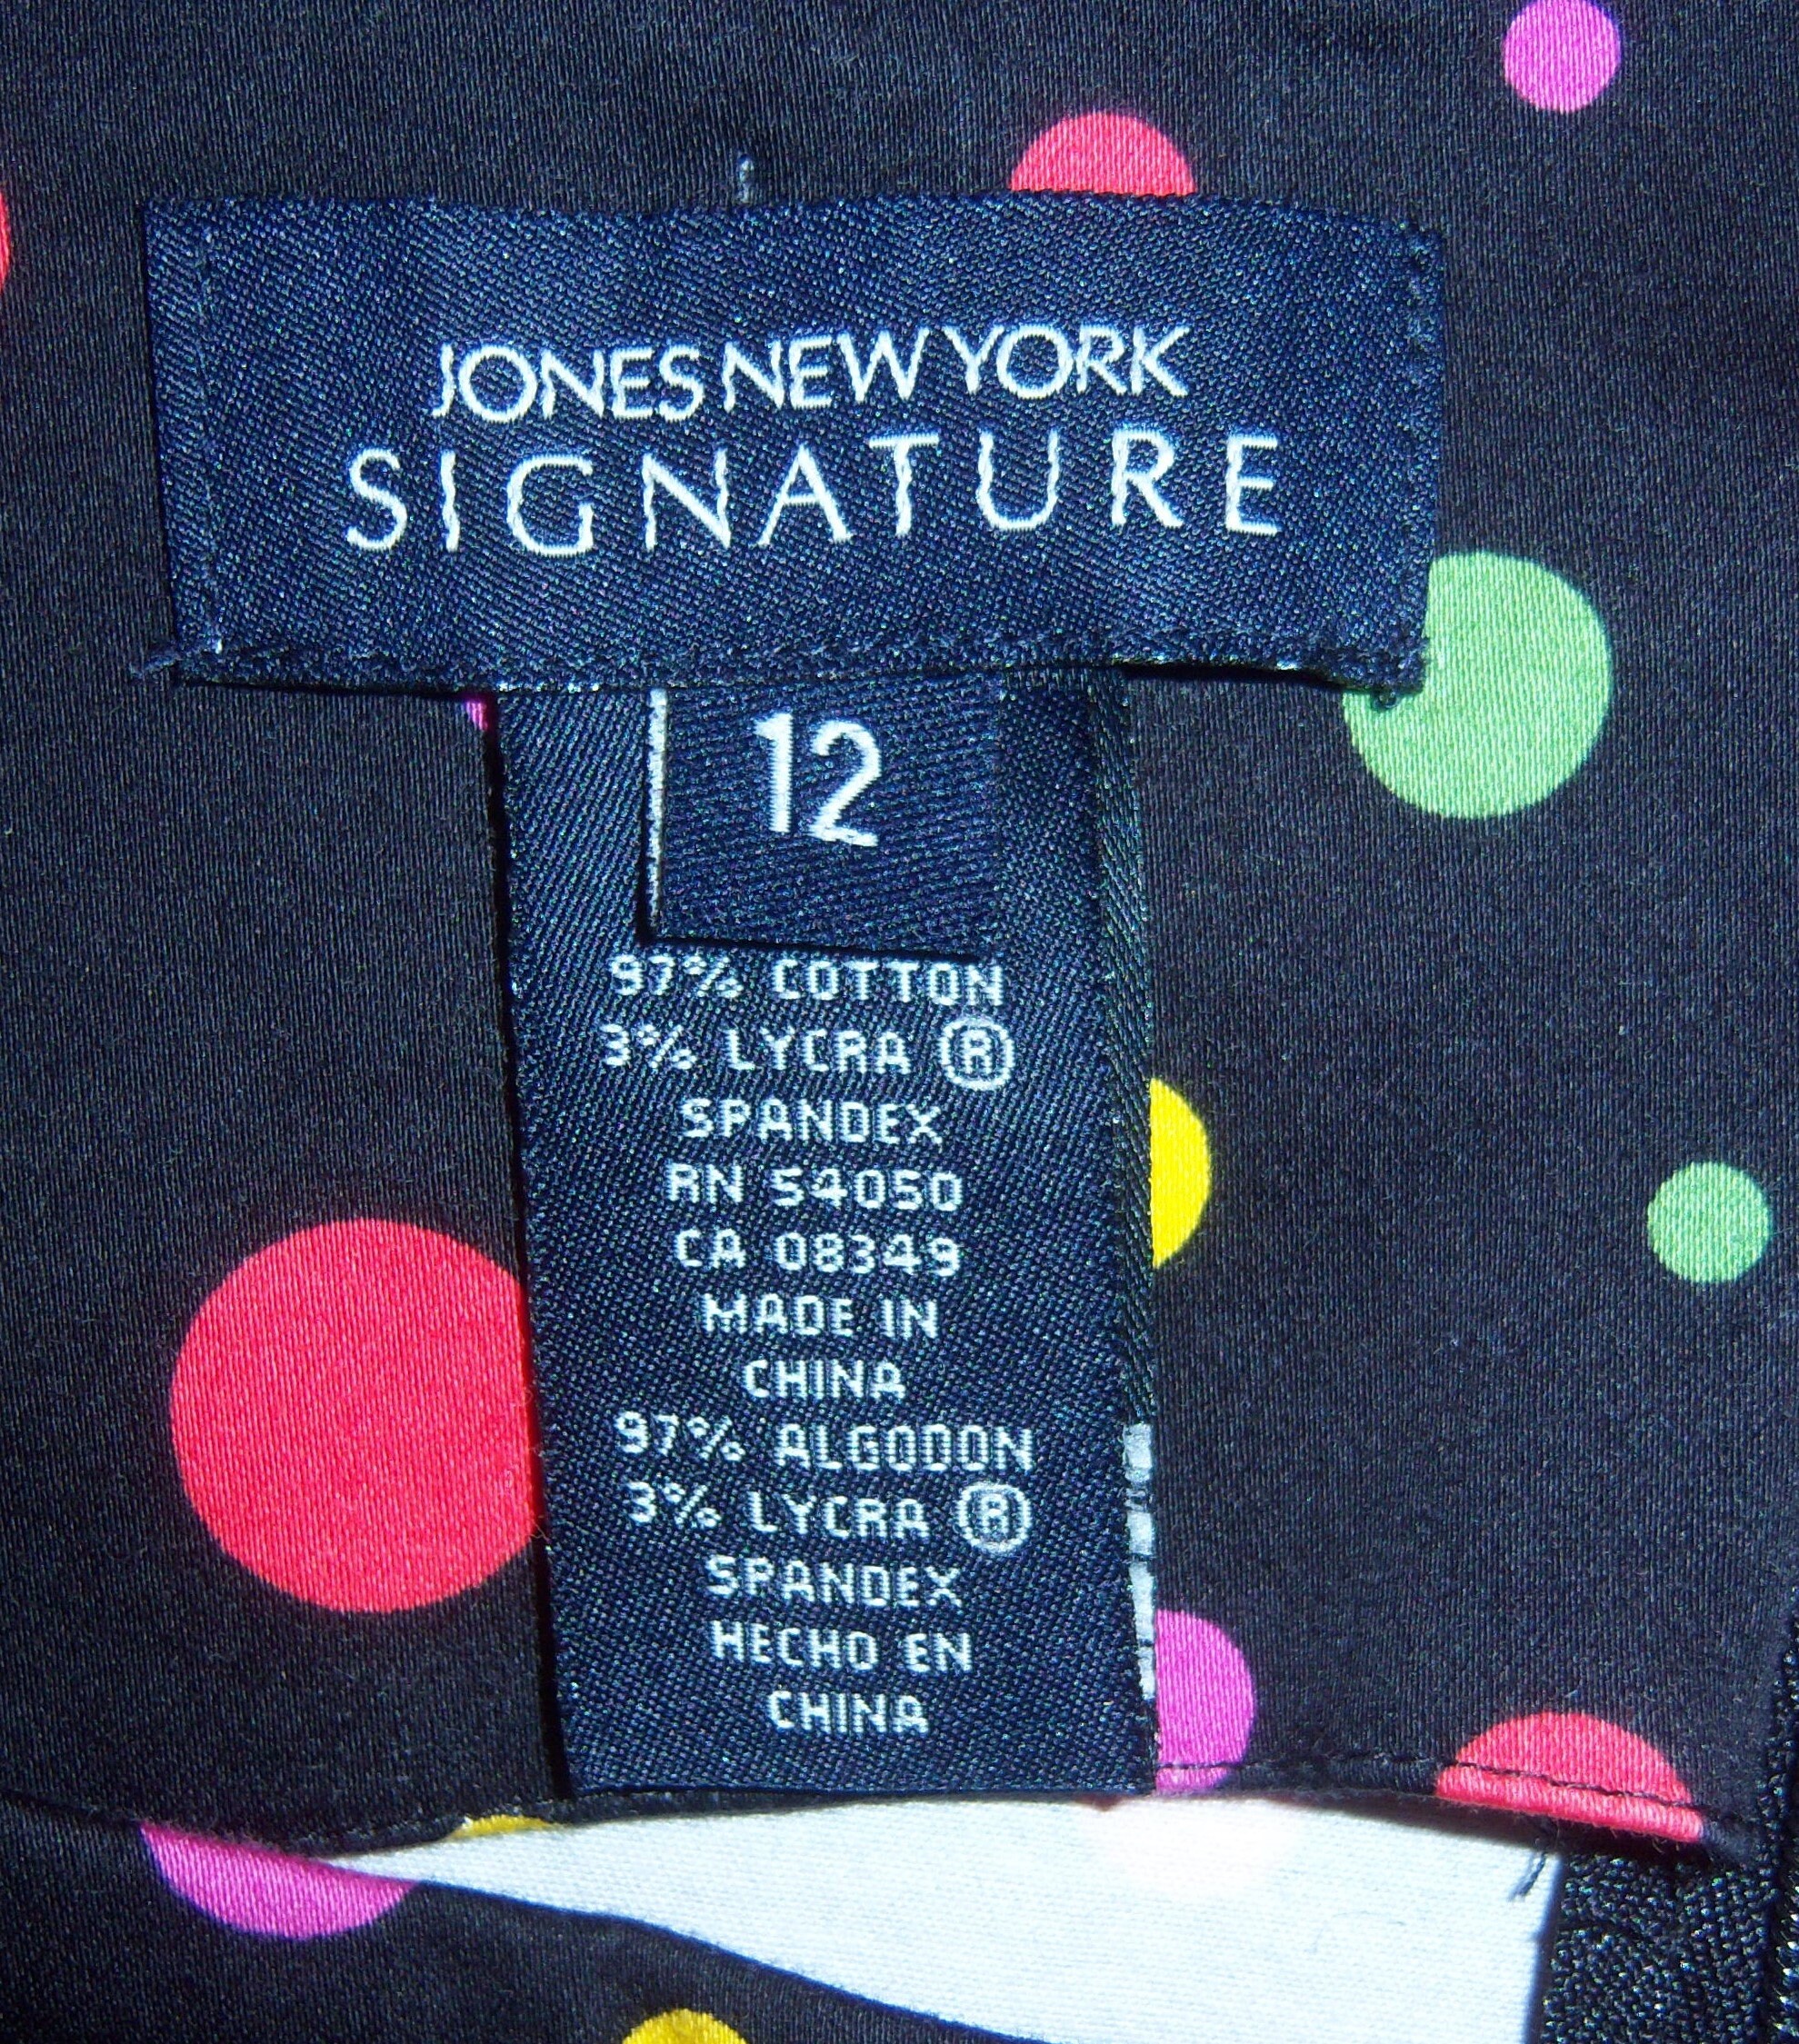 JONES NEW YORK
SIGNATURE
12
97% COTTON
3% LYCRA ®
SPANDEX
RN 54050
CA 08349
MADE IN
CHINA
97% ALGODON
3% LYCRA ®
SPANDEX
HECHO EN
CHINA